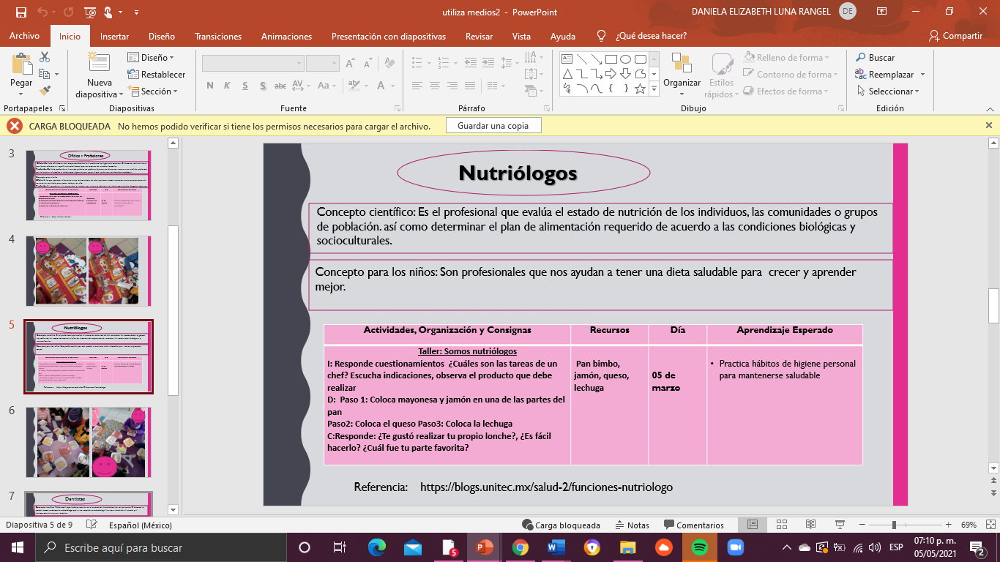 utiliza medios2 - PowerPoint
DANIELA ELIZABETH LUNA RANGEL
DE
Archivo
Inicio
Insertar
Diseño
Transiciones
Animaciones
Presentación con diapositivas
Revisar
Vista
Ayuda
¿Qué desea hacer?
Compartir
Pegar
Nueva diapositiva
Diseño
Restablecer
Sección
N K S S abc AV Aa A
Organizar
Estilos rápidos
Relleno de forma
Contorno de forma
Efectos de forma
Buscar
Reemplazar
Seleccionar
Portapapeles
Diapositivas
Fuente
Párrafo
Dibujo
Edición
CARGA BLOQUEADA No hemos podido verificar si tiene los permisos necesarios para cargar el archivo.
Guardar una copia
3
Oficios y Profesiones
4
5
Nutriólogos
6
7
Dentistas
Nutriólogos
Concepto científico: Es el profesional que evalúa el estado de nutrición de los individuos, las comunidades o grupos
de población. así como determinar el plan de alimentación requerido de acuerdo a las condiciones biológicas y
socioculturales.
Concepto para los niños: Son profesionales que nos ayudan a tener una dieta saludable para crecer y aprender
mejor.
Actividades, Organización y Consignas
Recursos
Día
Aprendizaje Esperado
Taller: Somos nutriólogos
I: Responde cuestionamientos ¿Cuáles son las tareas de un
chef? Escucha indicaciones, observa el producto que debe
realizar
D: Paso 1: Coloca mayonesa y jamón en una de las partes del
pan
Paso2: Coloca el queso Paso3: Coloca la lechuga
C:Responde: ¿Te gustó realizar tu propio lonche?, ¿Es fácil
hacerlo? ¿Cuál fue tu parte favorita?
Pan bimbo,
jamón, queso,
lechuga
05 de
marzo
• Practica hábitos de higiene personal
para mantenerse saludable
Referencia: https://blogs.unitec.mx/salud-2/funciones-nutriologo
Diapositiva 5 de 9
Español (México)
Carga bloqueada
Notas
Comentarios
69%
Escribe aquí para buscar
5
ESP
07:10 p. m.
05/05/2021
2